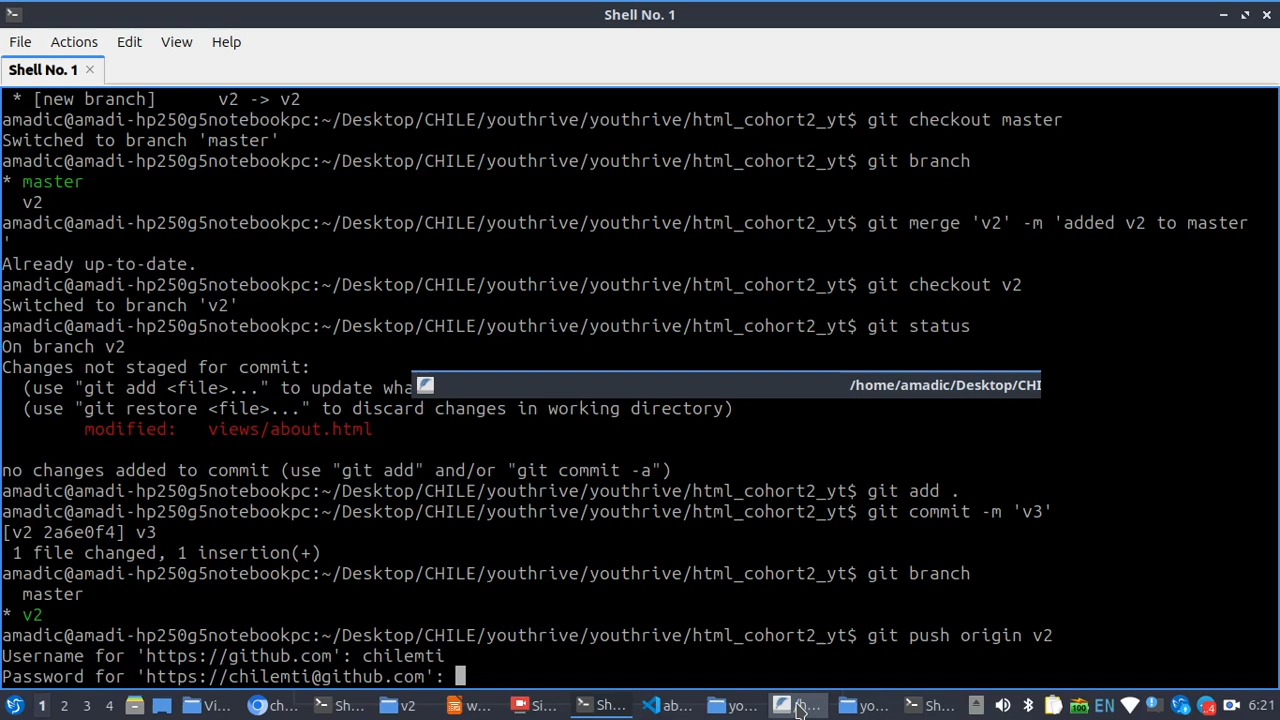 Shell No. 1
File Actions Edit View Help
Shell No. 1
* [new branch]      v2 -> v2
amadic@amadi-hp250g5notebookpc:~/Desktop/CHILE/youthrive/youthrive/html_cohort2_yt$ git checkout master
Switched to branch 'master'
amadic@amadi-hp250g5notebookpc:~/Desktop/CHILE/youthrive/youthrive/html_cohort2_yt$ git branch
* master
v2
amadic@amadi-hp250g5notebookpc:~/Desktop/CHILE/youthrive/youthrive/html_cohort2_yt$ git merge 'v2' -m 'added v2 to master
'
Already up-to-date.
amadic@amadi-hp250g5notebookpc:~/Desktop/CHILE/youthrive/youthrive/html_cohort2_yt$ git checkout v2
Switched to branch 'v2'
amadic@amadi-hp250g5notebookpc:~/Desktop/CHILE/youthrive/youthrive/html_cohort2_yt$ git status
On branch v2
Changes not staged for commit:
(use "git add <file>..." to update wha
/home/amadic/Desktop/CHI
(use "git restore <file>..." to discard changes in working directory)
modified:   views/about.html
no changes added to commit (use "git add" and/or "git commit -a")
amadic@amadi-hp250g5notebookpc:~/Desktop/CHILE/youthrive/youthrive/html_cohort2_yt$ git add .
amadic@amadi-hp250g5notebookpc:~/Desktop/CHILE/youthrive/youthrive/html_cohort2_yt$ git commit -m 'v3'
[v2 2a6e0f4] v3
1 file changed, 1 insertion(+)
amadic@amadi-hp250g5notebookpc:~/Desktop/CHILE/youthrive/youthrive/html_cohort2_yt$ git branch
master
* v2
amadic@amadi-hp250g5notebookpc:~/Desktop/CHILE/youthrive/youthrive/html_cohort2_yt$ git push origin v2
Username for 'https://github.com': chilemti
Password for 'https://chilemti@github.com':
1 2 3 4 Vi... ch... Sh... v2 w... Si... Sh... ab... yo... yo... Sh... EN 6:21